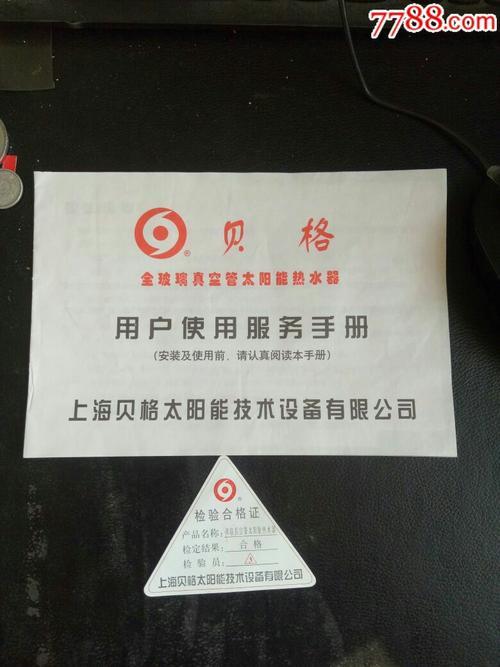 7788.com
® 贝格
全玻璃真空管太阳能热水器
用户使用服务手册
(安装及使用前，请认真阅读本手册)
上海贝格太阳能技术设备有限公司
检验合格证
产品名称：
检定结果：合格
检验员：
上海贝格太阳能技术设备有限公司